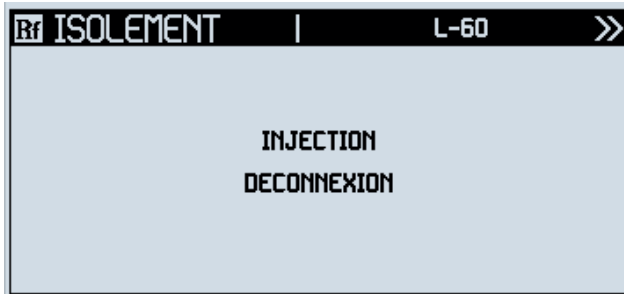 Rf ISOLEMENT | L-60 »
INJECTION
DECONNEXION